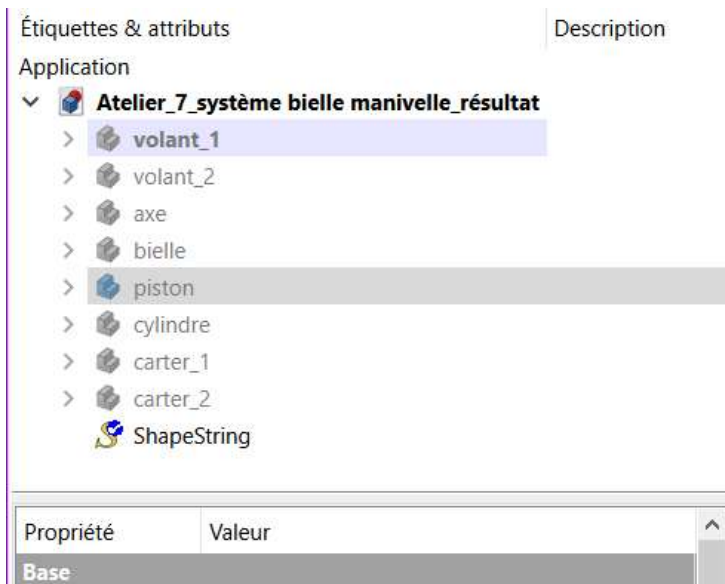 Étiquettes & attributs Description
Application
Atelier_7_système bielle manivelle_résultat
volant_1
volant_2
axe
bielle
piston
cylindre
carter_1
carter_2
ShapeString
Propriété Valeur
Base